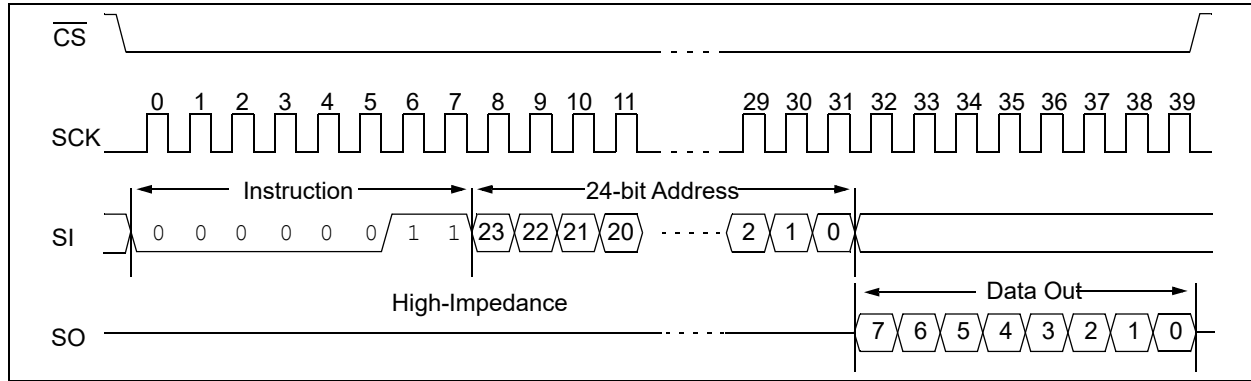 CS
0 1 2 3 4 5 6 7 8 9 10 11 29 30 31 32 33 34 35 36 37 38 39
SCK
Instruction 24-bit Address
SI 0 0 0 0 0 0 1 1 23 22 21 20 2 1 0
High-Impedance Data Out
SO 7 6 5 4 3 2 1 0